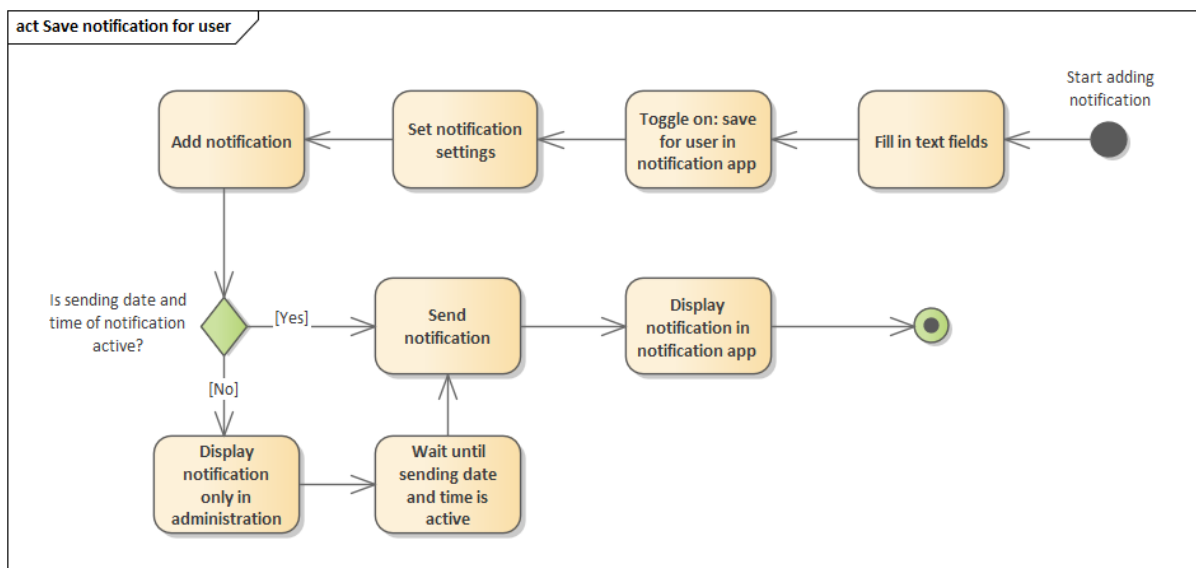 act Save notification for user
Start adding
notification
Add notification
Set notification
settings
Toggle on: save
for user in
notification app
Fill in text fields
Is sending date and
time of notification
active?
[Yes]
Send
notification
Display
notification in
notification app
[No]
Display
notification
only in
administration
Wait until
sending date
and time is
active